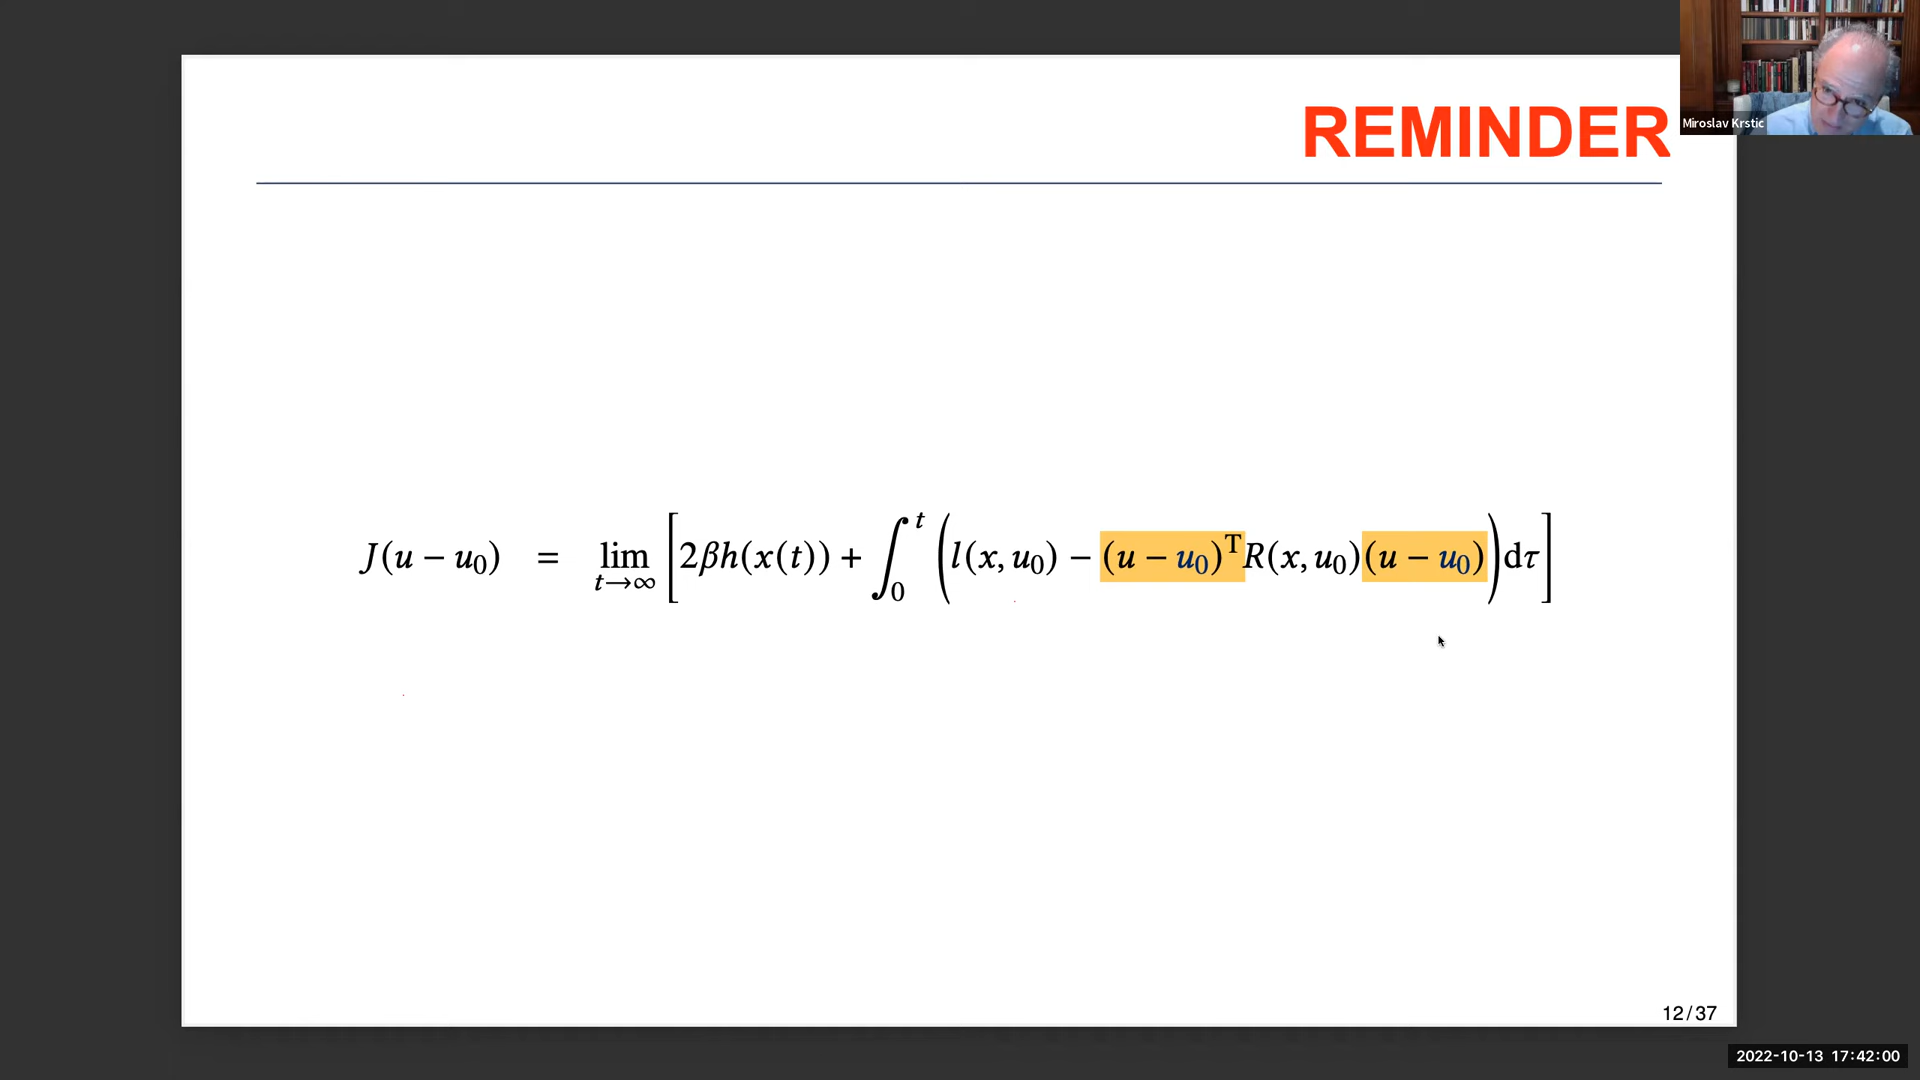 REMINDER
Miroslav Krstic
J(u − u₀) = lim t→∞ [2βh(x(t)) + ∫₀ᵗ (l(x, u₀) − (u − u₀)ᵀR(x, u₀)(u − u₀))dτ]
12/37
2022-10-13 17:42:00